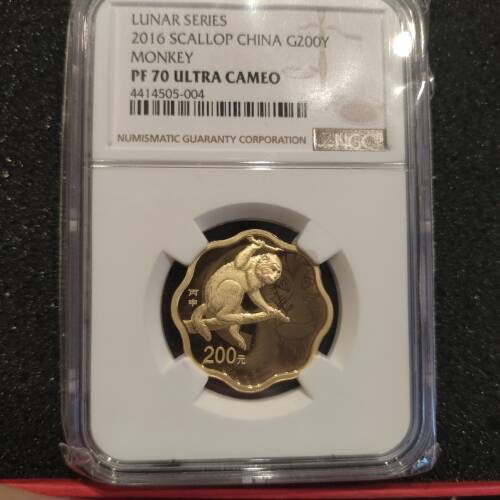 LUNAR SERIES
2016 SCALLOP CHINA G200Y
MONKEY
PF 70 ULTRA CAMEO
4414505-004
NUMISMATIC GUARANTY CORPORATION
NGC
丙
申
200元